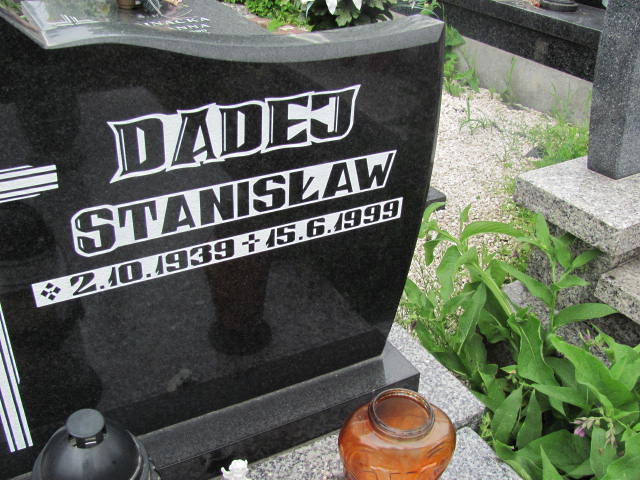 DADEJ
STANISŁAW
2.10.1939 + 15.6.1999